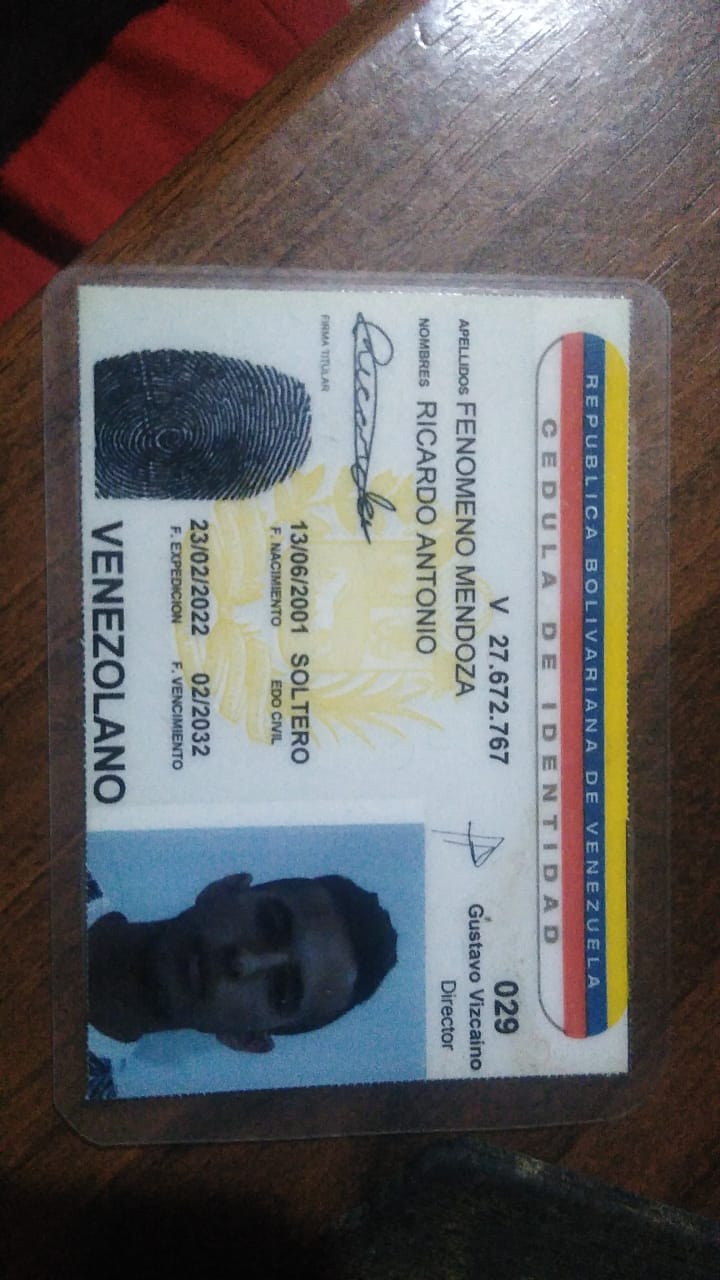 REPUBLICA BOLIVARIANA DE VENEZUELA
CEDULA DE IDENTIDAD
V 27.672.767
029
APELLIDOS FENOMENO MENDOZA
Gustavo Vizcaino
Director
NOMBRES RICARDO ANTONIO
FIRMA TITULAR
13/06/2001 SOLTERO
F. NACIMIENTO EDO CIVIL
23/02/2022 02/2032
F. EXPEDICION F. VENCIMIENTO
VENEZOLANO